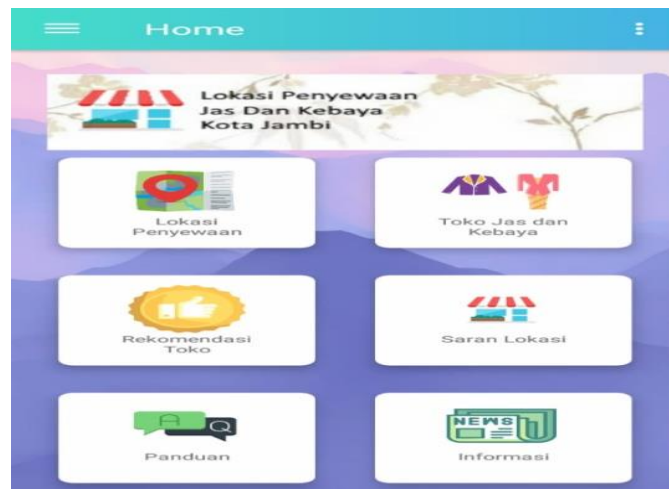 Home
Lokasi Penyewaan
Jas Dan Kebaya
Kota Jambi
Lokasi
Penyewaan
Toko Jas dan
Kebaya
Rekomendasi
Toko
Saran Lokasi
A Q
Panduan
NEWS
Informasi